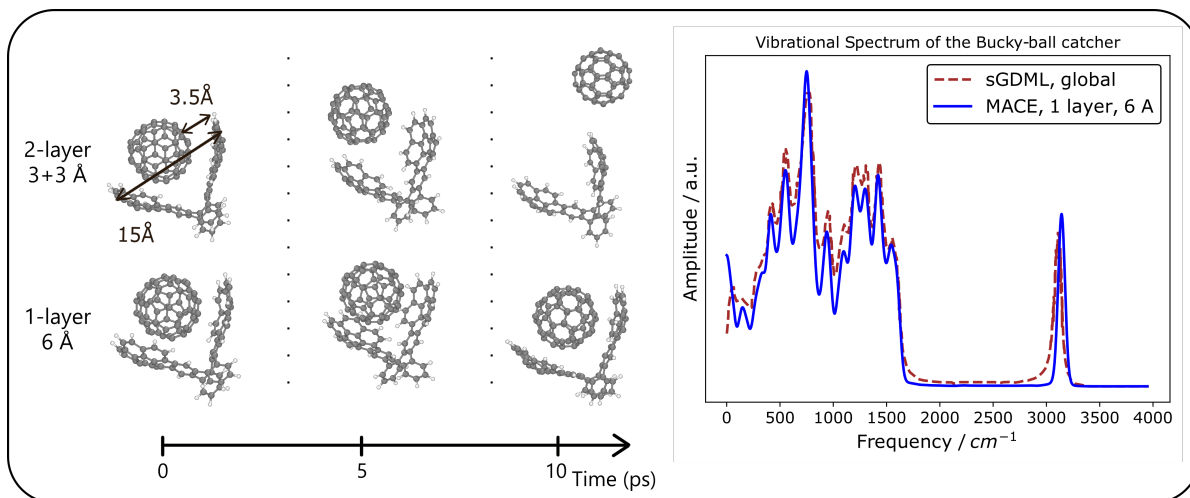 3.5Å
2-layer
3+3 Å
15Å
1-layer
6 Å
0
5
10
Time (ps)
Vibrational Spectrum of the Bucky-ball catcher
sGDML, global
MACE, 1 layer, 6 A
Amplitude / a.u.
0
500
1000
1500
2000
2500
3000
3500
4000
Frequency / cm⁻¹